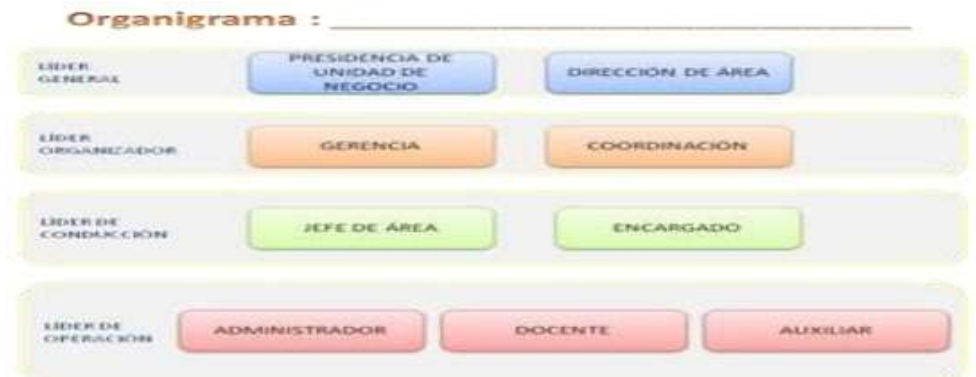 Organigrama : ______________________________
LÍDER
GENERAL
PRESIDENCIA DE
UNIDAD DE
NEGOCIO
DIRECCIÓN DE ÁREA
LÍDER
ORGANIZADOR
GERENCIA
COORDINACIÓN
LÍDER DE
CONDUCCIÓN
JEFE DE ÁREA
ENCARGADO
LÍDER DE
OPERACIÓN
ADMINISTRADOR
DOCENTE
AUXILIAR